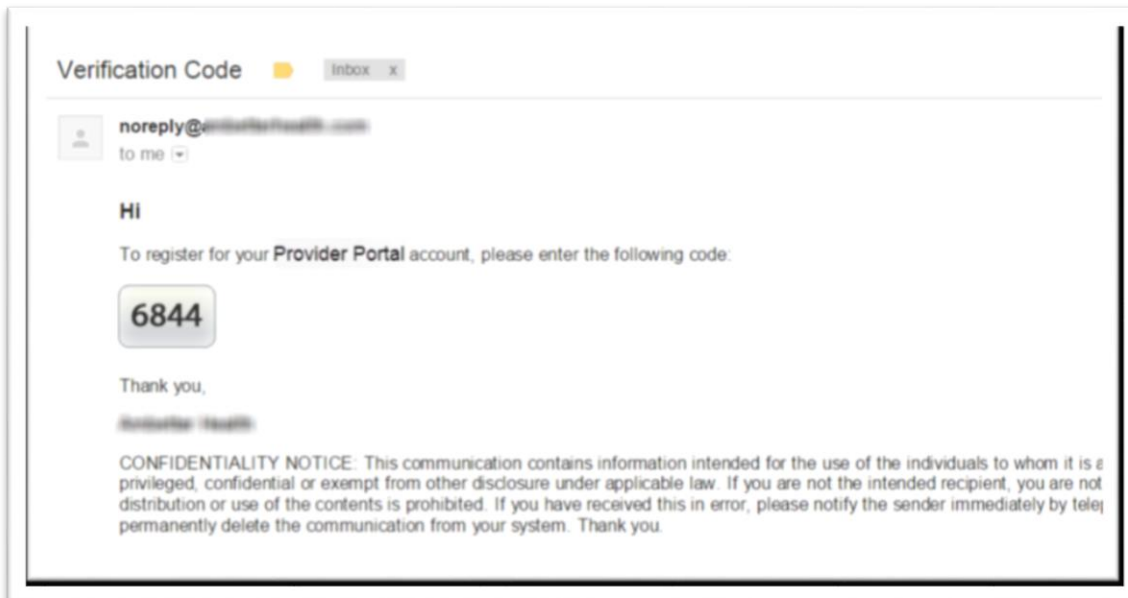 Verification Code
Inbox x
noreply@
to me
Hi
To register for your Provider Portal account, please enter the following code:
6844
Thank you,
CONFIDENTIALITY NOTICE: This communication contains information intended for the use of the individuals to whom it is a
privileged, confidential or exempt from other disclosure under applicable law. If you are not the intended recipient, you are not
distribution or use of the contents is prohibited. If you have received this in error, please notify the sender immediately by tele
permanently delete the communication from your system. Thank you.